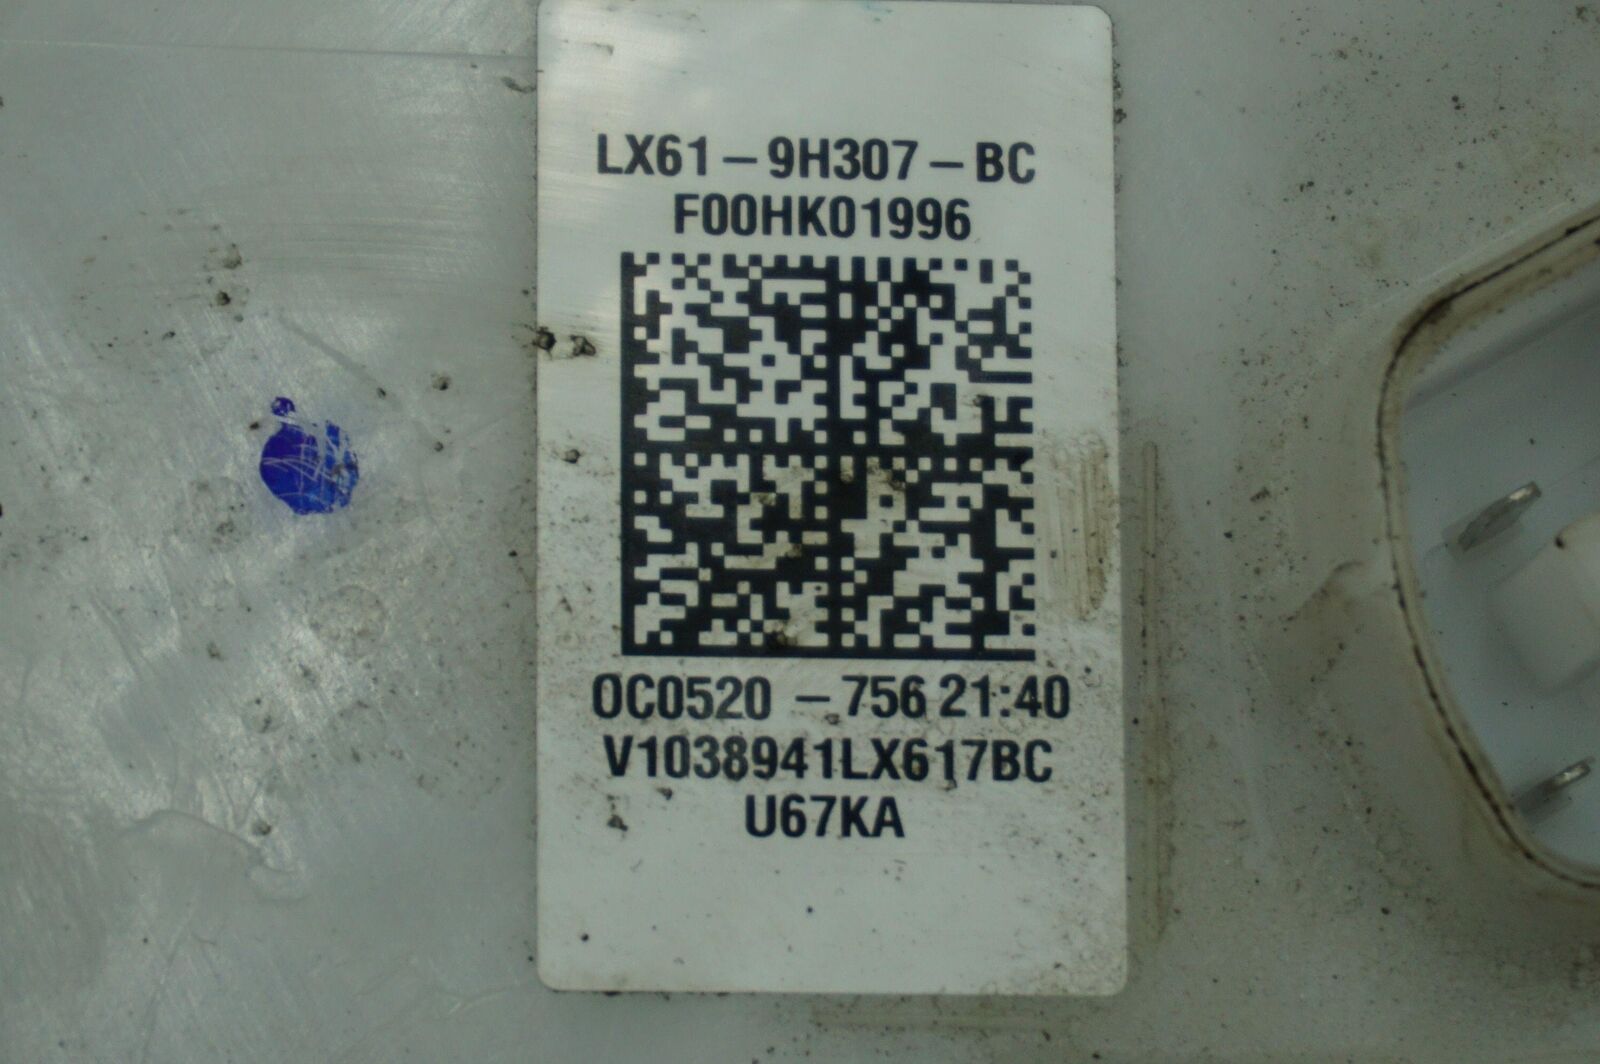 LX61-9H307-BC
F00HK01996
0C0520 -756 21:40
V1038941LX617BC
U67KA